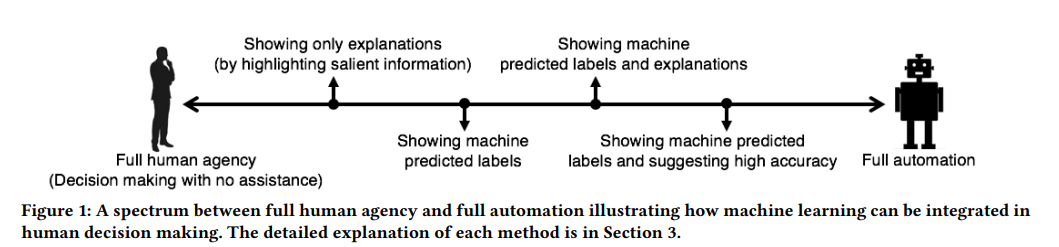 Showing only explanations
(by highlighting salient information)
Showing machine
predicted labels and explanations
Full human agency
(Decision making with no assistance)
Showing machine
predicted labels
Showing machine predicted
labels and suggesting high accuracy
Full automation
Figure 1: A spectrum between full human agency and full automation illustrating how machine learning can be integrated in
human decision making. The detailed explanation of each method is in Section 3.